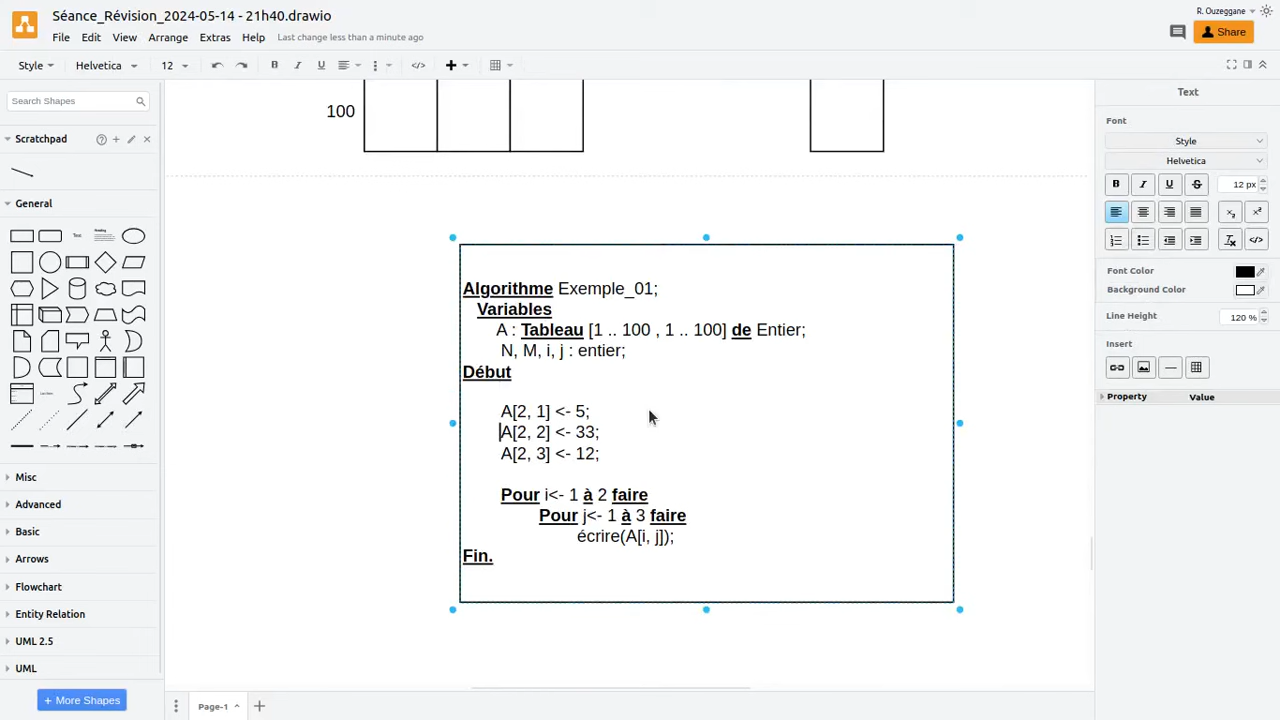 Séance_Révision_2024-05-14 - 21h40.drawio
R. Ouzeggane
File Edit View Arrange Extras Help Last change less than a minute ago
Share
Style Helvetica 12 B I U
Search Shapes
Scratchpad
General
Text
Heading
Misc
Advanced
Basic
Arrows
Flowchart
Entity Relation
UML 2.5
UML
+ More Shapes
100
Algorithme Exemple_01;
Variables
A : Tableau [1 .. 100 , 1 .. 100] de Entier;
N, M, i, j : entier;
Début
A[2, 1] <- 5;
A[2, 2] <- 33;
A[2, 3] <- 12;
Pour i<- 1 à 2 faire
Pour j<- 1 à 3 faire
écrire(A[i, j]);
Fin.
Page-1
Text
Font
Style
Helvetica
B I U S 12 px
Font Color
Background Color
Line Height 120 %
Insert
Property Value